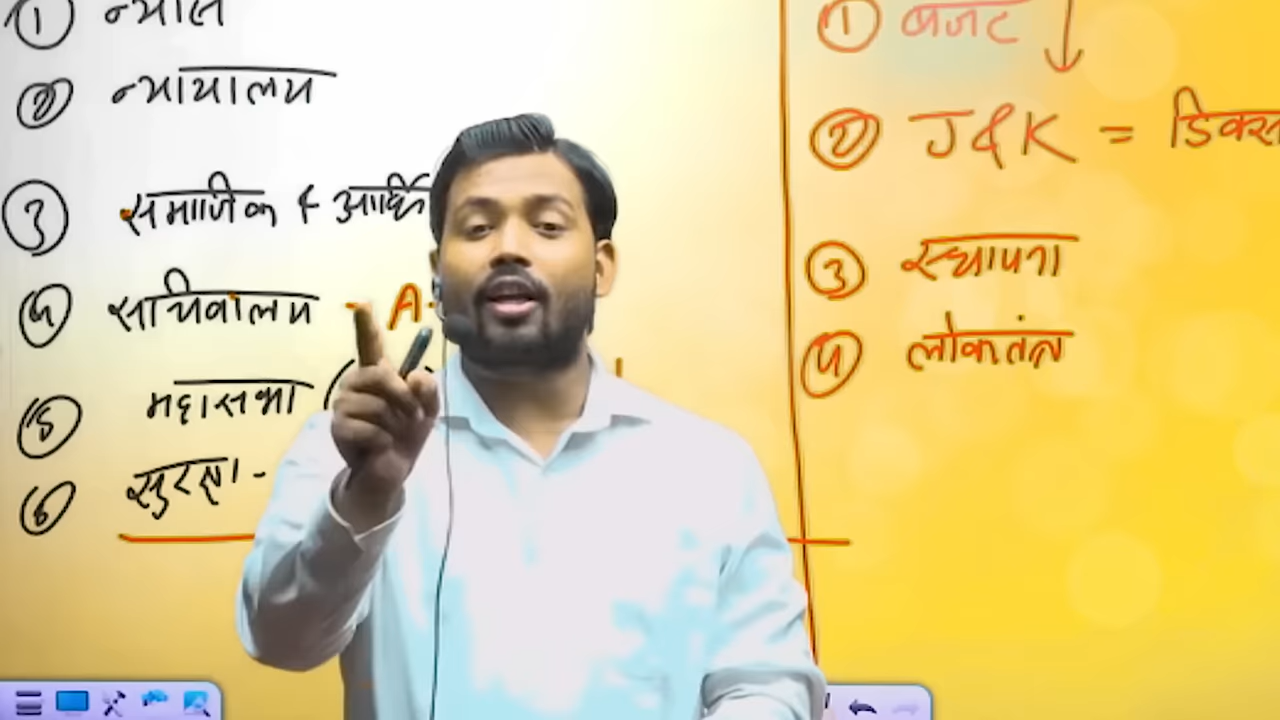 ① न्यास
② न्यायालय
③ समाजिक & आर्थि
④ सचिवालय - A.
⑤ महासभा (
⑥ सुरक्षा -
① बजट ↓
② J&K = डिक्स
③ स्थापना
④ लोकतंत्र